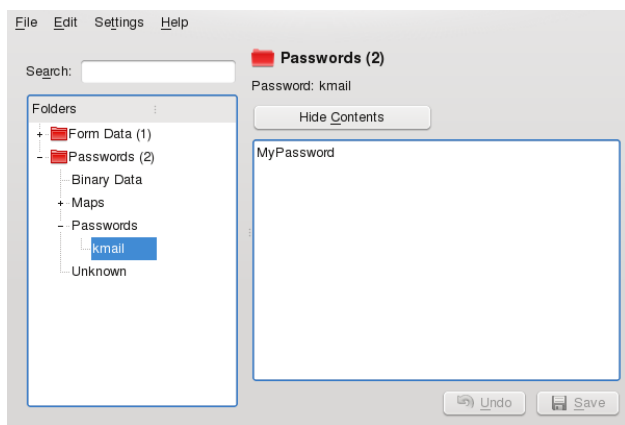 File Edit Settings Help
Search:
Folders
Form Data (1)
Passwords (2)
Binary Data
Maps
Passwords
kmail
Unknown
Passwords (2)
Password: kmail
Hide Contents
MyPassword
Undo Save